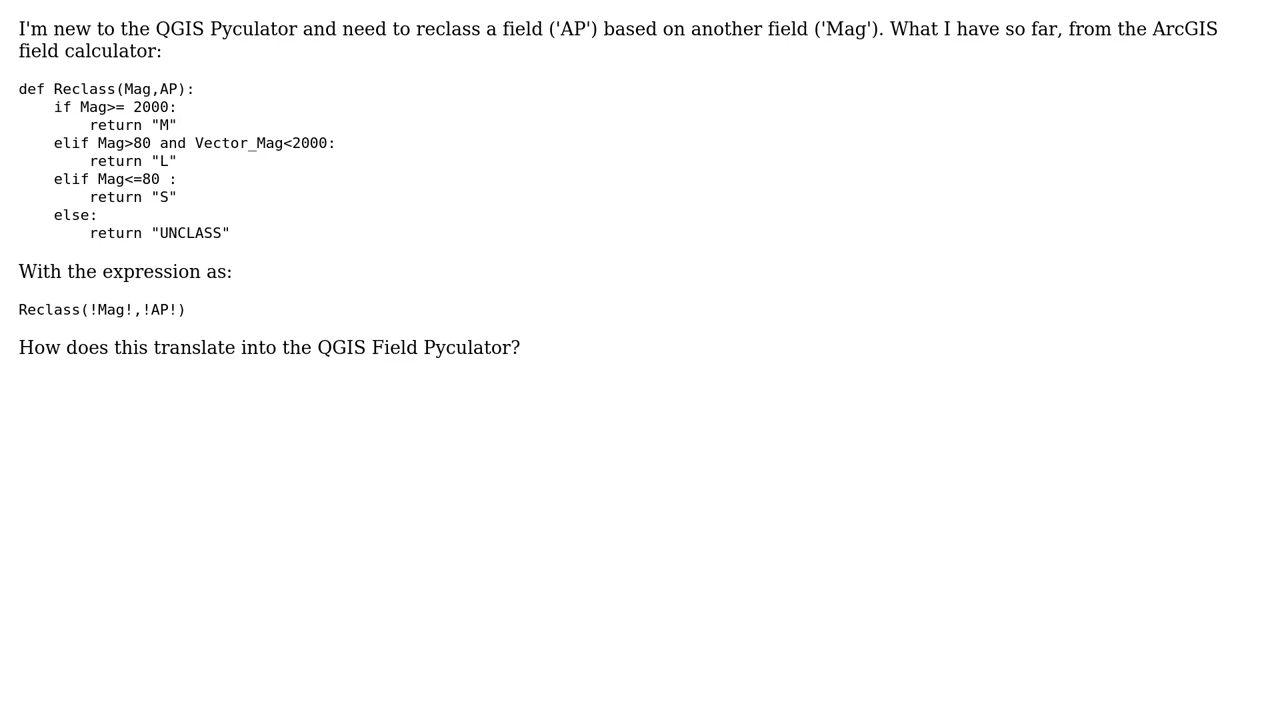 I'm new to the QGIS Pyculator and need to reclass a field ('AP') based on another field ('Mag'). What I have so far, from the ArcGIS
field calculator:
def Reclass(Mag,AP):
    if Mag>= 2000:
        return "M"
    elif Mag>80 and Vector_Mag<2000:
        return "L"
    elif Mag<=80 :
        return "S"
    else:
        return "UNCLASS"
With the expression as:
Reclass(!Mag!,!AP!)
How does this translate into the QGIS Field Pyculator?